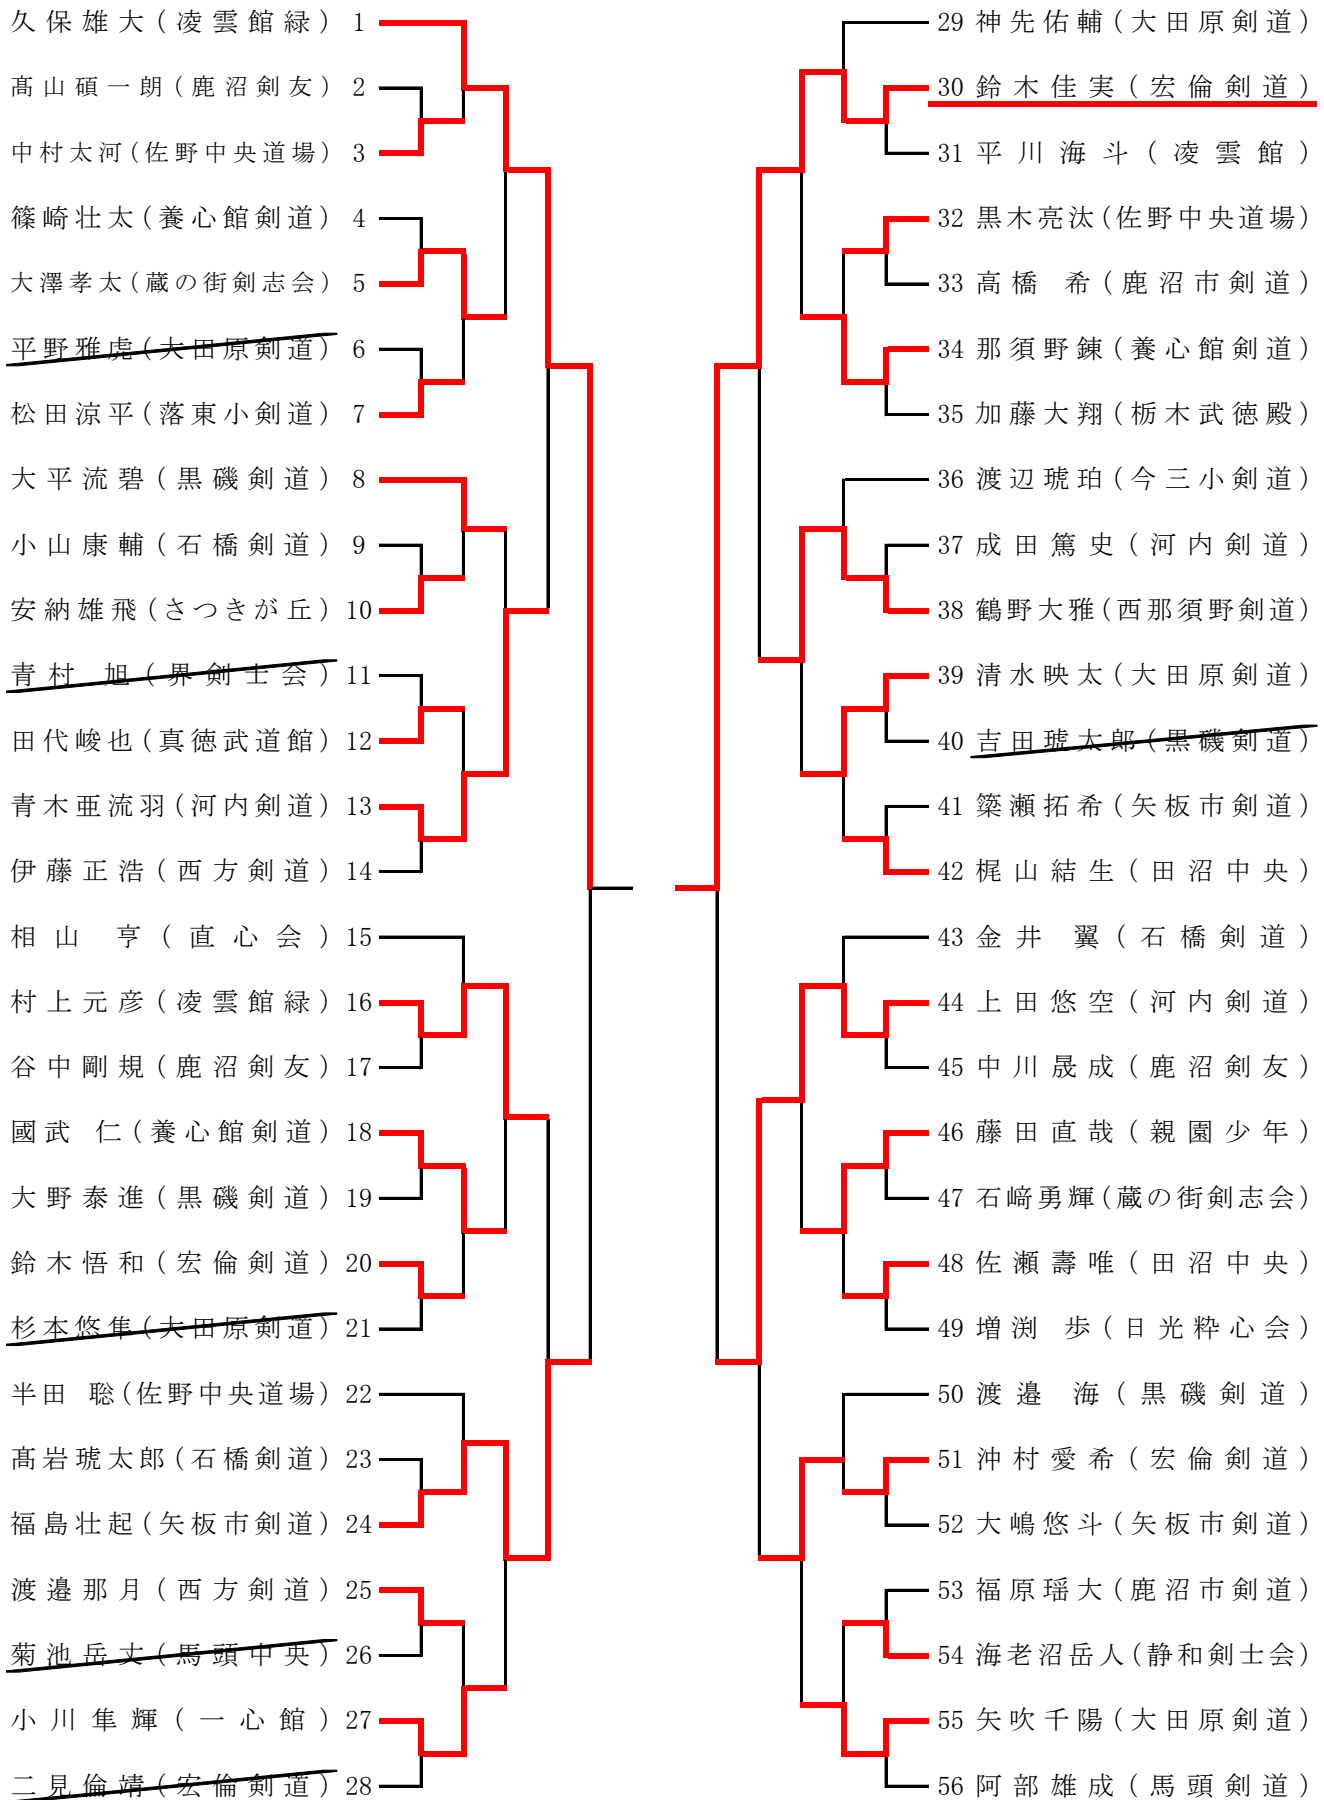 久保雄大(凌雲館緑) 1
髙山碩一朗(鹿沼剣友) 2
中村太河(佐野中央道場) 3
篠崎壮太(養心館剣道) 4
大澤孝太(蔵の街剣志会) 5
平野雅虎(大田原剣道) 6
松田涼平(落東小剣道) 7
大平流碧(黒磯剣道) 8
小山康輔(石橋剣道) 9
安納雄飛(さつきが丘) 10
青村 旭(界剣士会) 11
田代峻也(真徳武道館) 12
青木亜流羽(河内剣道) 13
伊藤正浩(西方剣道) 14
相山 亨(直心会) 15
村上元彦(凌雲館緑) 16
谷中剛規(鹿沼剣友) 17
國武 仁(養心館剣道) 18
大野泰進(黒磯剣道) 19
鈴木悟和(宏倫剣道) 20
杉本悠隼(大田原剣道) 21
半田 聡(佐野中央道場) 22
髙岩琥太郎(石橋剣道) 23
福島壮起(矢板市剣道) 24
渡邉那月(西方剣道) 25
菊池岳丈(馬頭中央) 26
小川隼輝(一心館) 27
二見倫靖(宏倫剣道) 28
29 神先佑輔(大田原剣道)
30 鈴木佳実(宏倫剣道)
31 平川海斗(凌雲館)
32 黒木亮汰(佐野中央道場)
33 高橋 希(鹿沼市剣道)
34 那須野錬(養心館剣道)
35 加藤大翔(栃木武徳殿)
36 渡辺琥珀(今三小剣道)
37 成田篤史(河内剣道)
38 鶴野大雅(西那須野剣道)
39 清水映太(大田原剣道)
40 吉田琥太郎(黒磯剣道)
41 簗瀬拓希(矢板市剣道)
42 梶山結生(田沼中央)
43 金井 翼(石橋剣道)
44 上田悠空(河内剣道)
45 中川晟成(鹿沼剣友)
46 藤田直哉(親園少年)
47 石﨑勇輝(蔵の街剣志会)
48 佐瀬壽唯(田沼中央)
49 増渕 歩(日光粋心会)
50 渡邉 海(黒磯剣道)
51 沖村愛希(宏倫剣道)
52 大嶋悠斗(矢板市剣道)
53 福原瑶大(鹿沼市剣道)
54 海老沼岳人(静和剣士会)
55 矢吹千陽(大田原剣道)
56 阿部雄成(馬頭剣道)